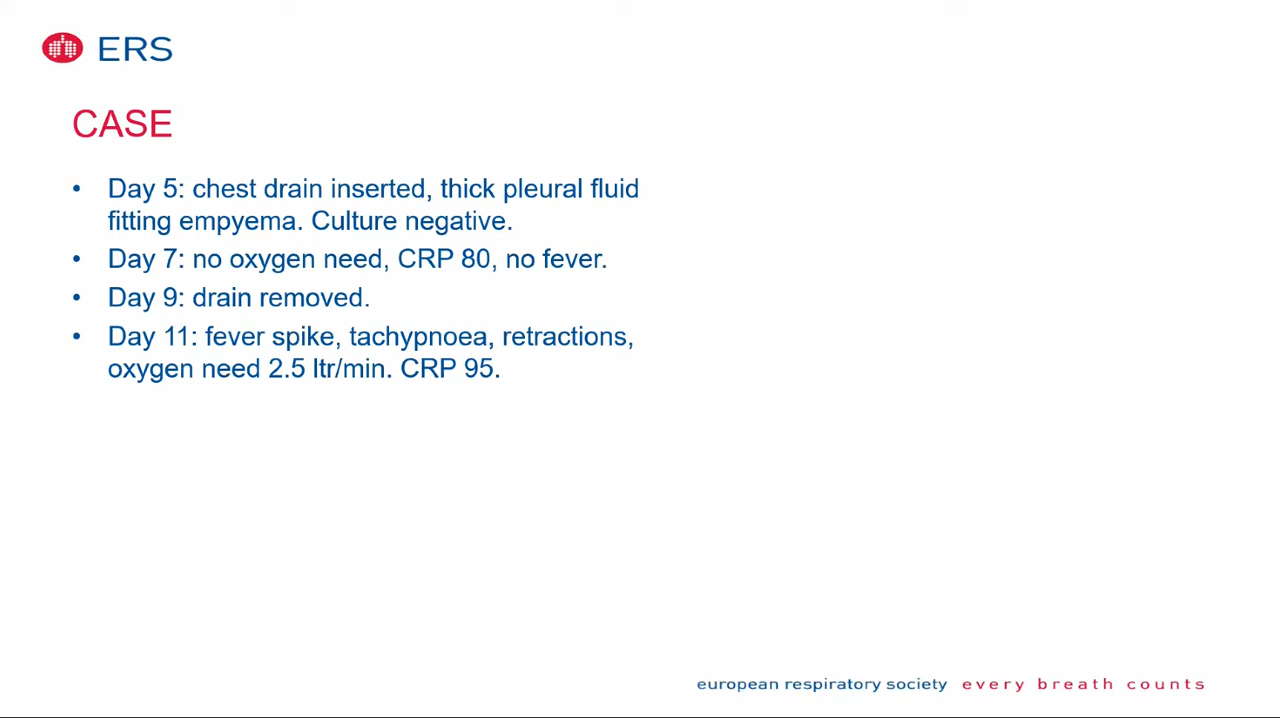 ERS
CASE
• Day 5: chest drain inserted, thick pleural fluid
fitting empyema. Culture negative.
• Day 7: no oxygen need, CRP 80, no fever.
• Day 9: drain removed.
• Day 11: fever spike, tachypnoea, retractions,
oxygen need 2.5 ltr/min. CRP 95.
european respiratory society every breath counts